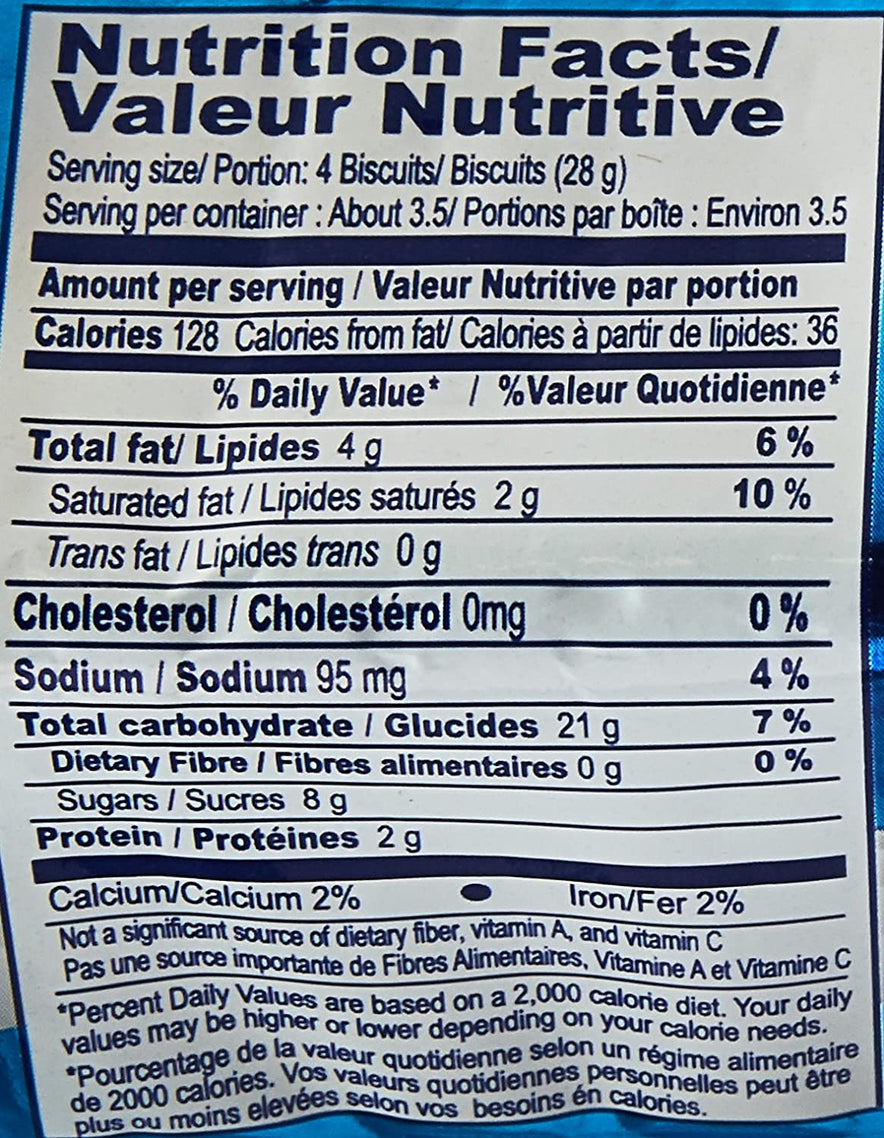 Nutrition Facts/
Valeur Nutritive
Serving size/ Portion: 4 Biscuits/ Biscuits (28 g)
Serving per container : About 3.5/ Portions par boîte : Environ 3.5
Amount per serving / Valeur Nutritive par portion
Calories 128 Calories from fat/ Calories à partir de lipides: 36
% Daily Value* / %Valeur Quotidienne*
Total fat/ Lipides 4 g 6 %
Saturated fat / Lipides saturés 2 g 10 %
Trans fat / Lipides trans 0 g
Cholesterol / Cholestérol 0mg 0 %
Sodium / Sodium 95 mg 4 %
Total carbohydrate / Glucides 21 g 7 %
Dietary Fibre / Fibres alimentaires 0 g 0 %
Sugars / Sucres 8 g
Protein / Protéines 2 g
Calcium/Calcium 2% ● Iron/Fer 2%
Not a significant source of dietary fiber, vitamin A, and vitamin C
Pas une source importante de Fibres Alimentaires, Vitamine A et Vitamine C
*Percent Daily Values are based on a 2,000 calorie diet. Your daily
values may be higher or lower depending on your calorie needs.
*Pourcentage de la valeur quotidienne selon un régime alimentaire
de 2000 calories. Vos valeurs quotidiennes personnelles peut être
plus ou moins elevées selon vos besoins én calories.